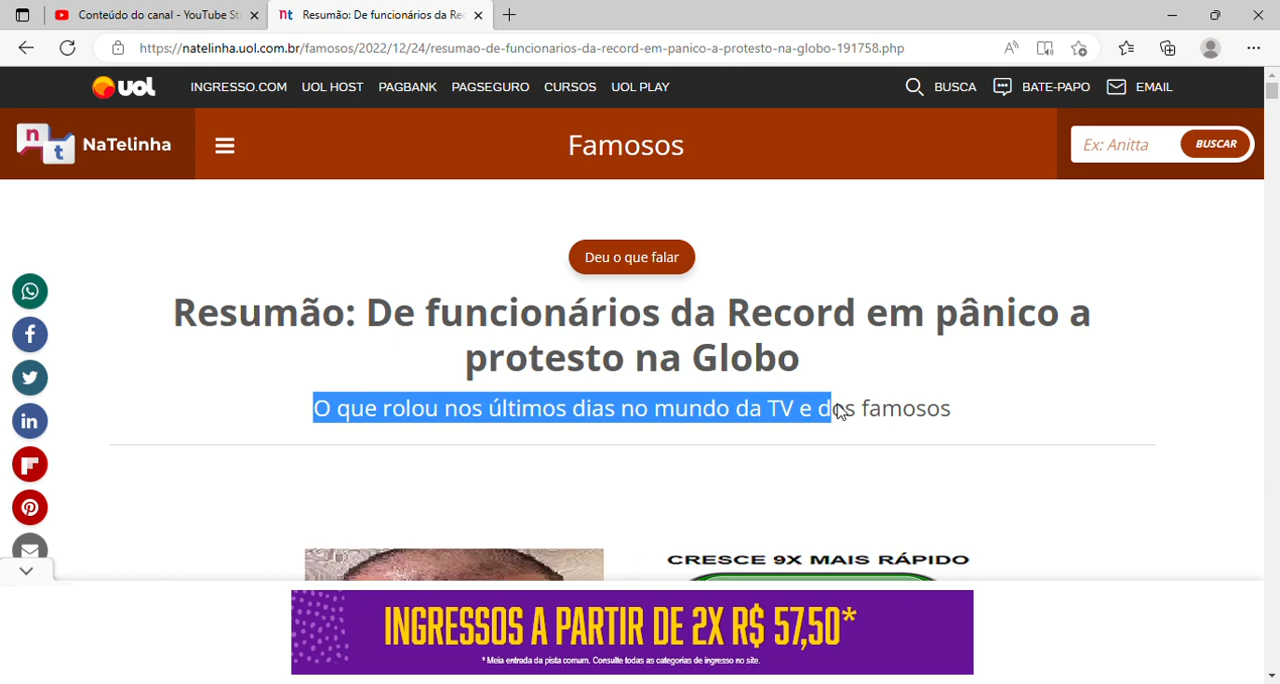 Conteúdo do canal - YouTube St
Resumão: De funcionários da Rec
https://natelinha.uol.com.br/famosos/2022/12/24/resumao-de-funcionarios-da-record-em-panico-a-protesto-na-globo-191758.php
UOL
INGRESSO.COM UOL HOST PAGBANK PAGSEGURO CURSOS UOL PLAY
BUSCA BATE-PAPO EMAIL
nt NaTelinha
Famosos
Ex: Anitta BUSCAR
Deu o que falar
Resumão: De funcionários da Record em pânico a
protesto na Globo
O que rolou nos últimos dias no mundo da TV e dos famosos
CRESCE 9X MAIS RÁPIDO
INGRESSOS A PARTIR DE 2X R$ 57,50*
*Meia entrada da pista comum. Consulte todas as categorias de ingresso no site.